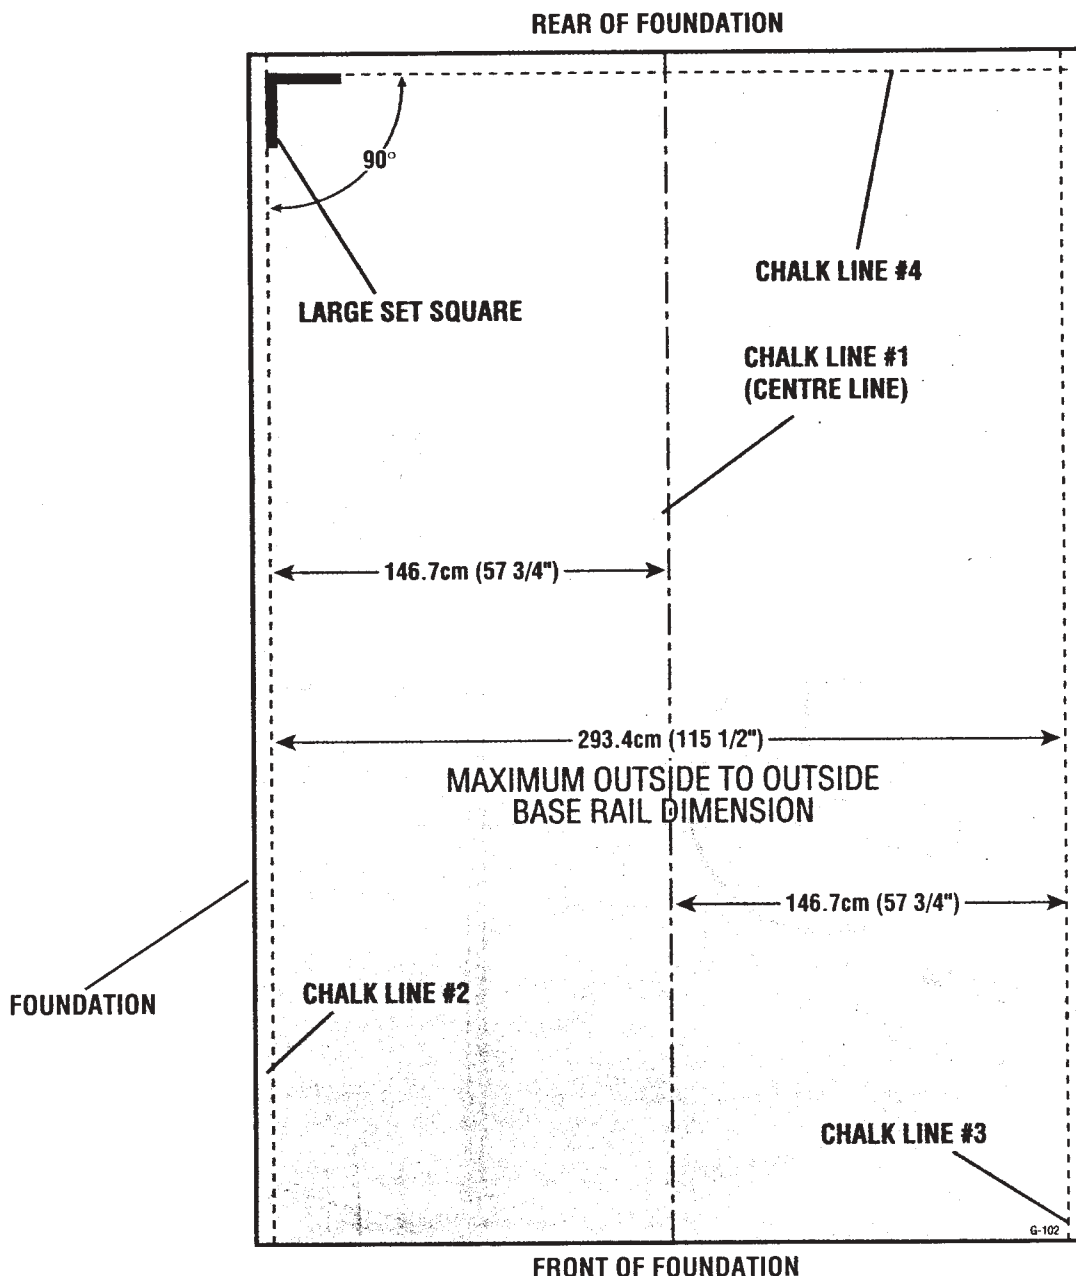 REAR OF FOUNDATION
90°
CHALK LINE #4
LARGE SET SQUARE
CHALK LINE #1
(CENTRE LINE)
146.7cm (57 3/4")
293.4cm (115 1/2")
MAXIMUM OUTSIDE TO OUTSIDE
BASE RAIL DIMENSION
146.7cm (57 3/4")
FOUNDATION
CHALK LINE #2
CHALK LINE #3
G-102
FRONT OF FOUNDATION